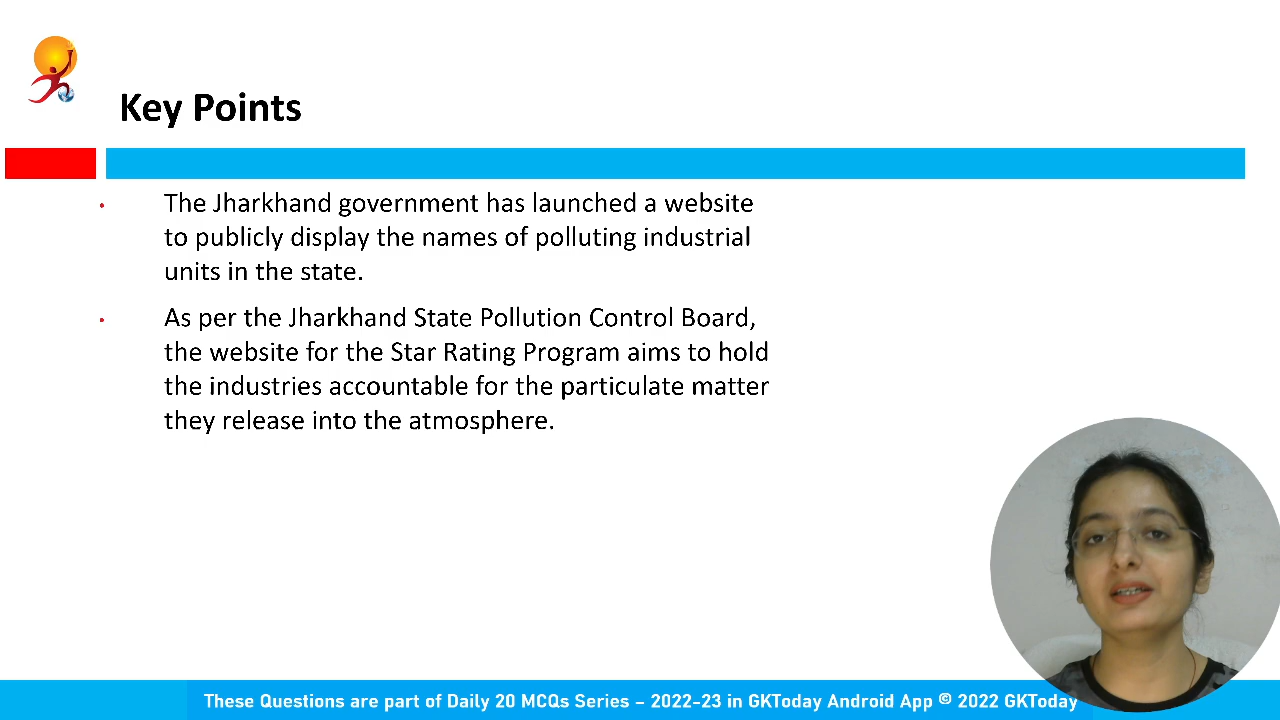 Key Points
• The Jharkhand government has launched a website
to publicly display the names of polluting industrial
units in the state.
• As per the Jharkhand State Pollution Control Board,
the website for the Star Rating Program aims to hold
the industries accountable for the particulate matter
they release into the atmosphere.
These Questions are part of Daily 20 MCQs Series – 2022-23 in GKToday Android App © 2022 GKToday